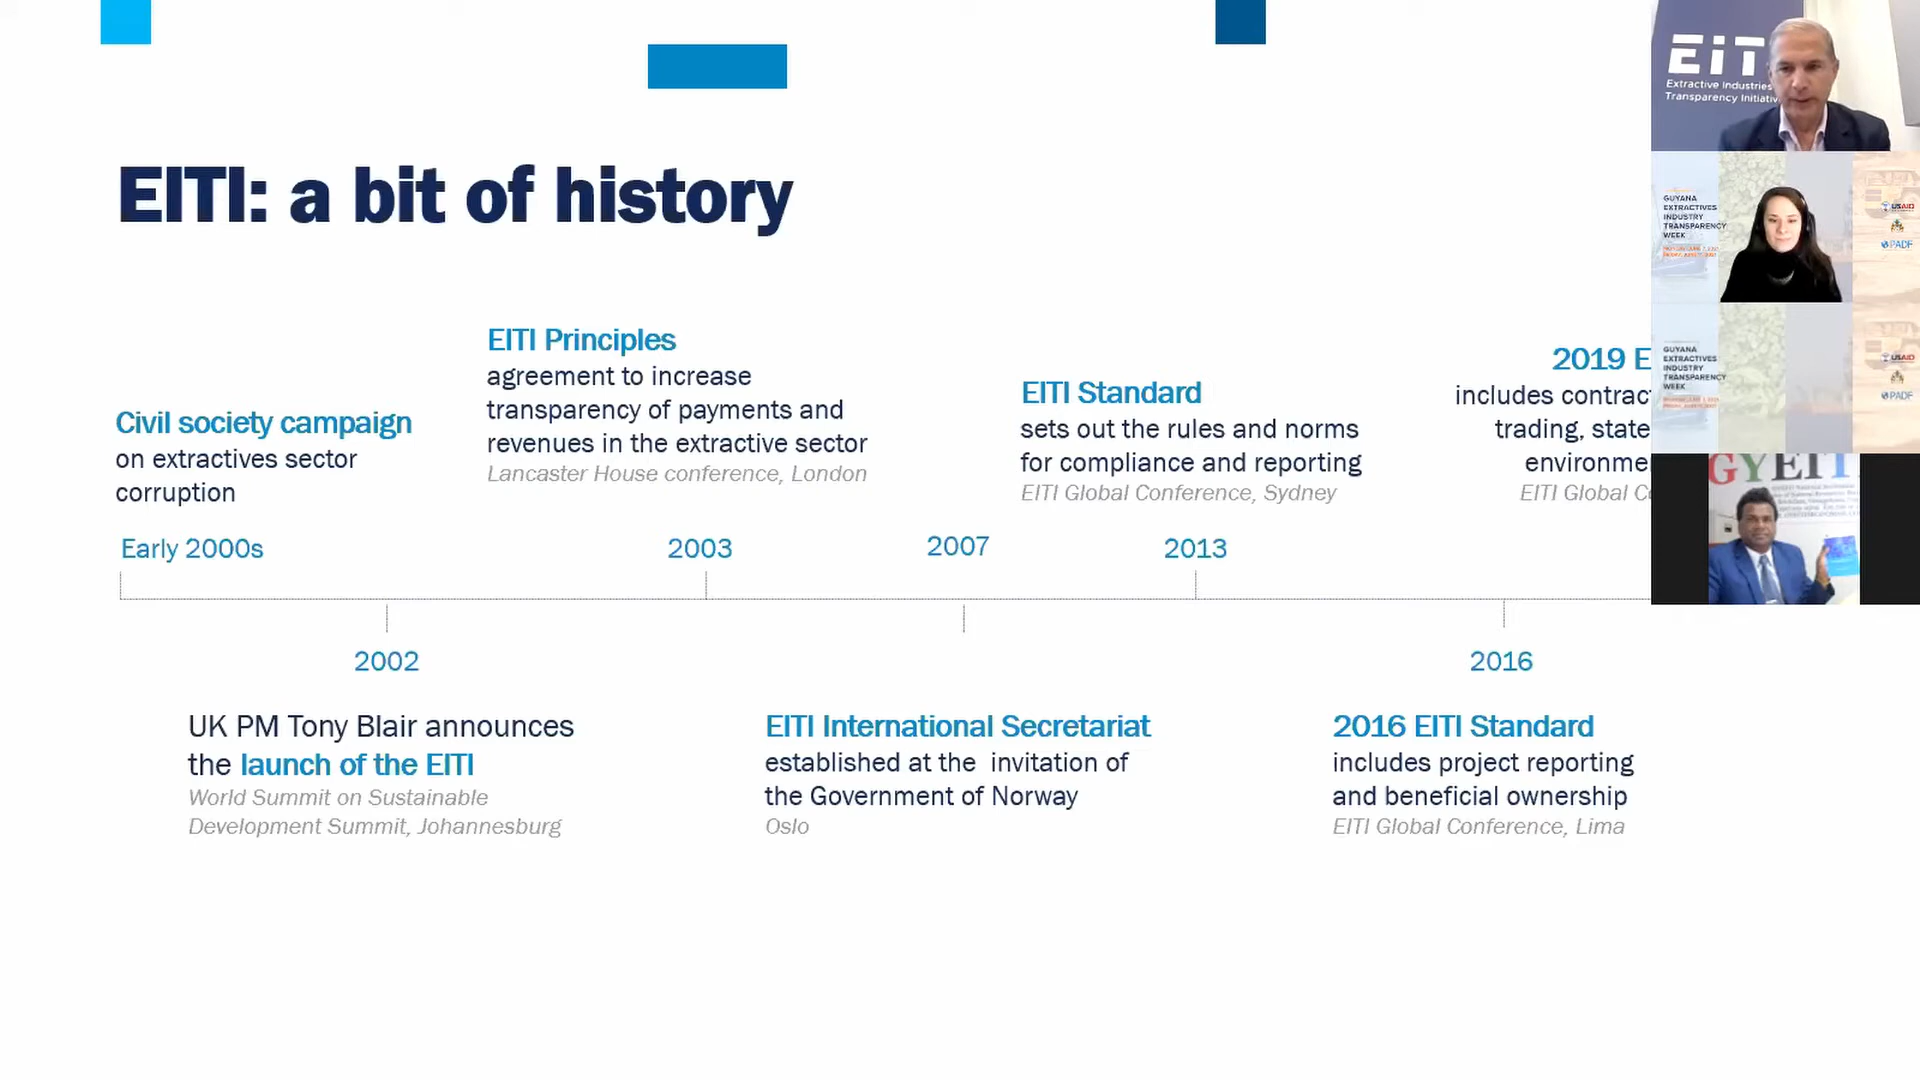 EITI: a bit of history
Civil society campaign
on extractives sector
corruption
Early 2000s
EITI Principles
agreement to increase
transparency of payments and
revenues in the extractive sector
Lancaster House conference, London
2003
2007
EITI Standard
sets out the rules and norms
for compliance and reporting
EITI Global Conference, Sydney
2013
2019 E
includes contrac
trading, state
environme
EITI Global C
2002
UK PM Tony Blair announces
the launch of the EITI
World Summit on Sustainable
Development Summit, Johannesburg
EITI International Secretariat
established at the invitation of
the Government of Norway
Oslo
2016
2016 EITI Standard
includes project reporting
and beneficial ownership
EITI Global Conference, Lima
EiT
Extractive Industries
Transparency Initiative
GUYANA
EXTRACTIVES
INDUSTRY
TRANSPARENCY
WEEK
USAID
PADF
GUYANA
EXTRACTIVES
INDUSTRY
TRANSPARENCY
WEEK
USAID
PADF
GYEITI